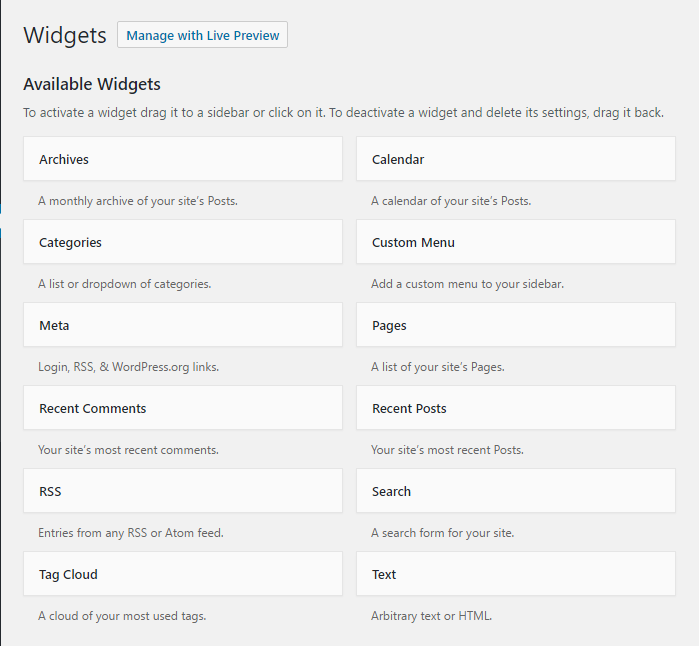 Widgets Manage with Live Preview
Available Widgets
To activate a widget drag it to a sidebar or click on it. To deactivate a widget and delete its settings, drag it back.
Archives
Calendar
A monthly archive of your site's Posts.
A calendar of your site's Posts.
Categories
Custom Menu
A list or dropdown of categories.
Add a custom menu to your sidebar.
Meta
Pages
Login, RSS, & WordPress.org links.
A list of your site's Pages.
Recent Comments
Recent Posts
Your site's most recent comments.
Your site's most recent Posts.
RSS
Search
Entries from any RSS or Atom feed.
A search form for your site.
Tag Cloud
Text
A cloud of your most used tags.
Arbitrary text or HTML.